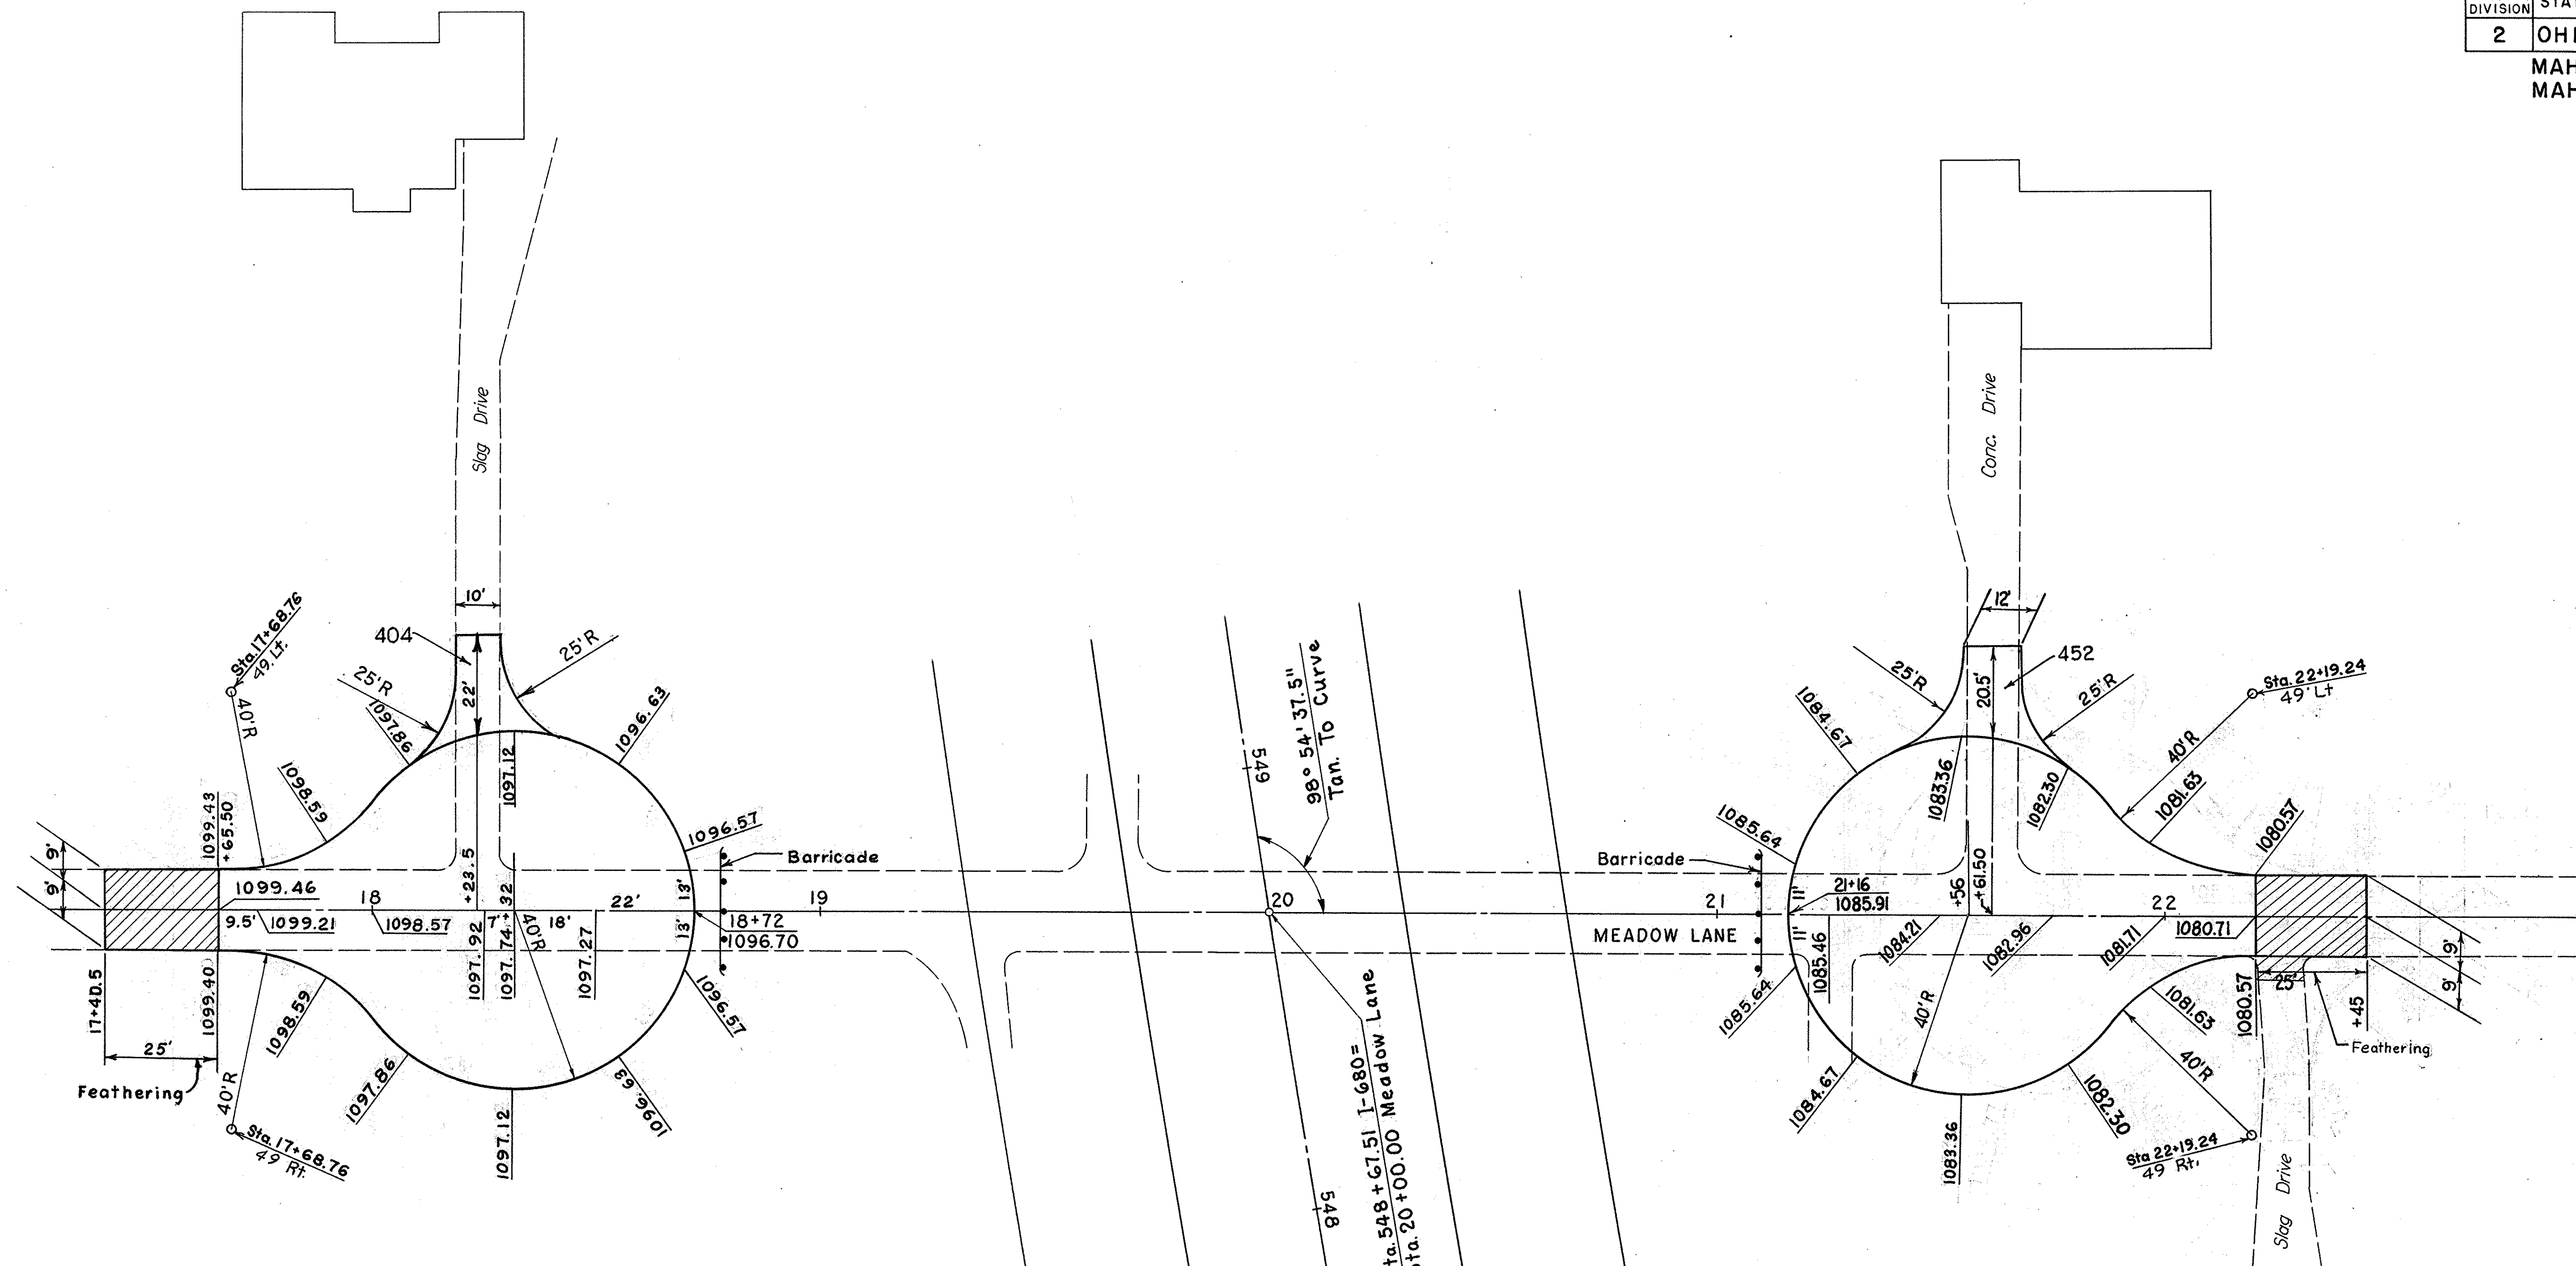 DIVISION
2
Slag Drive
Conc. Drive
10'
404
25'R
25'R
22'
Sta. 17+68.76
49. Lt.
40'R
1097.86
1098.59
1096.63
1097.12
1096.57
1099.43
+65.50
9'
9'
1099.46
9.5'
1099.21
18
1098.57
+23.5
+32
7'
18'
22'
40'R
1097.92
1097.74
1097.27
13'
13'
18+72
1096.70
Barricade
19
17+40.5
1099.40
25'
Feathering
1098.59
1097.86
1097.12
1096.63
1096.57
40'R
Sta. 17+68.76
49 Rt.
549
548
98° 54' 37.5"
Tan. To Curve
20
ta. 548+67.51 I-680=
ta. 20+00.00 Meadow Lane
21
MEADOW LANE
Barricade
12'
452
25'R
25'R
20.5'
Sta. 22+19.24
49' Lt
40'R
1084.67
1085.64
1083.36
1082.30
1081.63
1080.57
11'
11'
21+16
1085.91
1085.46
+56
+61.50
1084.21
1082.96
1081.71
22
1080.71
9'
9'
25'
+45
Feathering
1085.64
1084.67
1083.36
40'R
1082.30
1081.63
1080.57
40'R
Sta 22+19.24
49 Rt.
Slag Drive